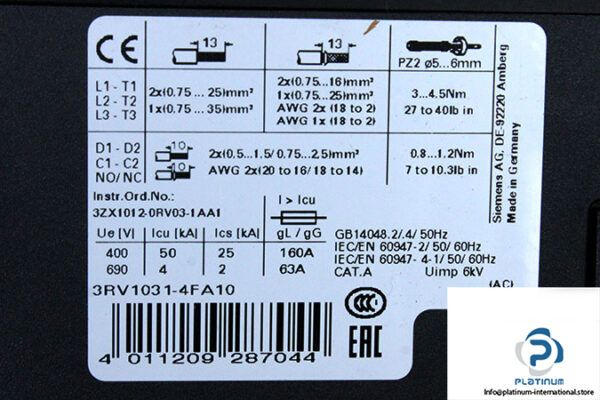 CE
13
13
PZ2 ø5...6mm
L1 - T1
L2 - T2
L3 - T3
2x(0.75 ... 25)mm²
1x(0.75 ... 35)mm²
2x(0.75...16)mm²
1x(0.75...25)mm²
AWG 2x (18 to 2)
AWG 1x (18 to 2)
3...4.5Nm
27 to 40lb in
D1 - D2
C1 - C2
NO/NC
10
10
2x(0.5...1.5/ 0.75...2.5)mm²
AWG 2x(20 to 16/ 18 to 14)
0.8...1.2Nm
7 to 10.3lb in
Siemens AG, DE-92220 Amberg
Made in Germany
Instr.Ord.No.:
3ZX1012-0RV03-1AA1
I > Icu
Ue [V] Icu [kA] Ics [kA] gL / gG
400 50 25 160A
690 4 2 63A
GB14048.2/.4/ 50Hz
IEC/EN 60947-2/ 50/ 60Hz
IEC/EN 60947- 4-1/ 50/ 60Hz
CAT.A Uimp 6kV
(AC)
3RV1031-4FA10
4 011209 287044
CCC
EAC
PLATINUM
Info@platinum-international.store